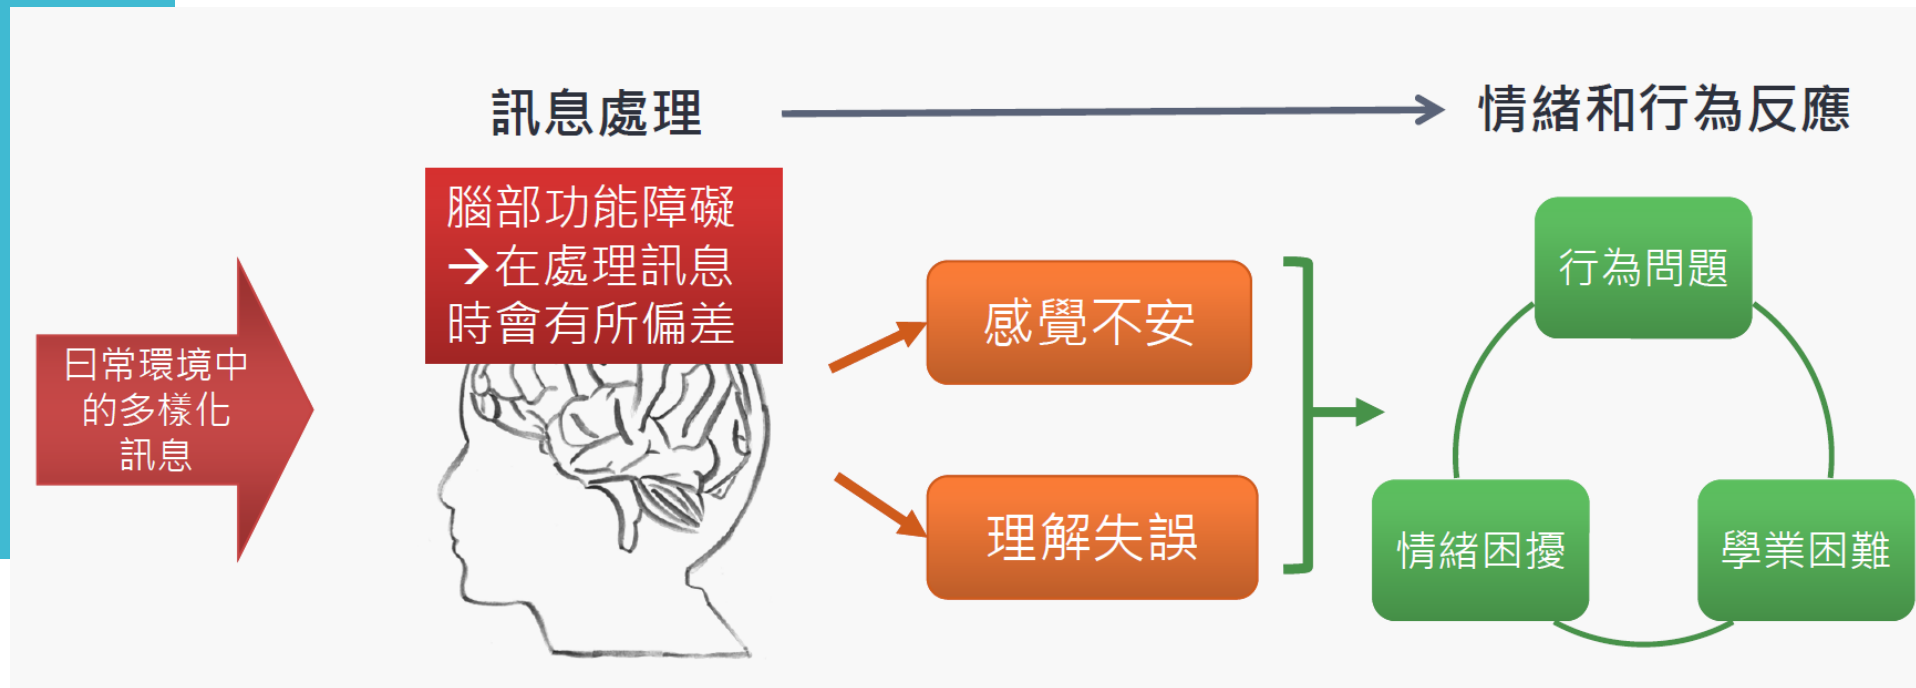 訊息處理
情緒和行為反應
腦部功能障礙
→在處理訊息
時會有所偏差
日常環境中
的多樣化
訊息
感覺不安
理解失誤
行為問題
情緒困擾
學業困難